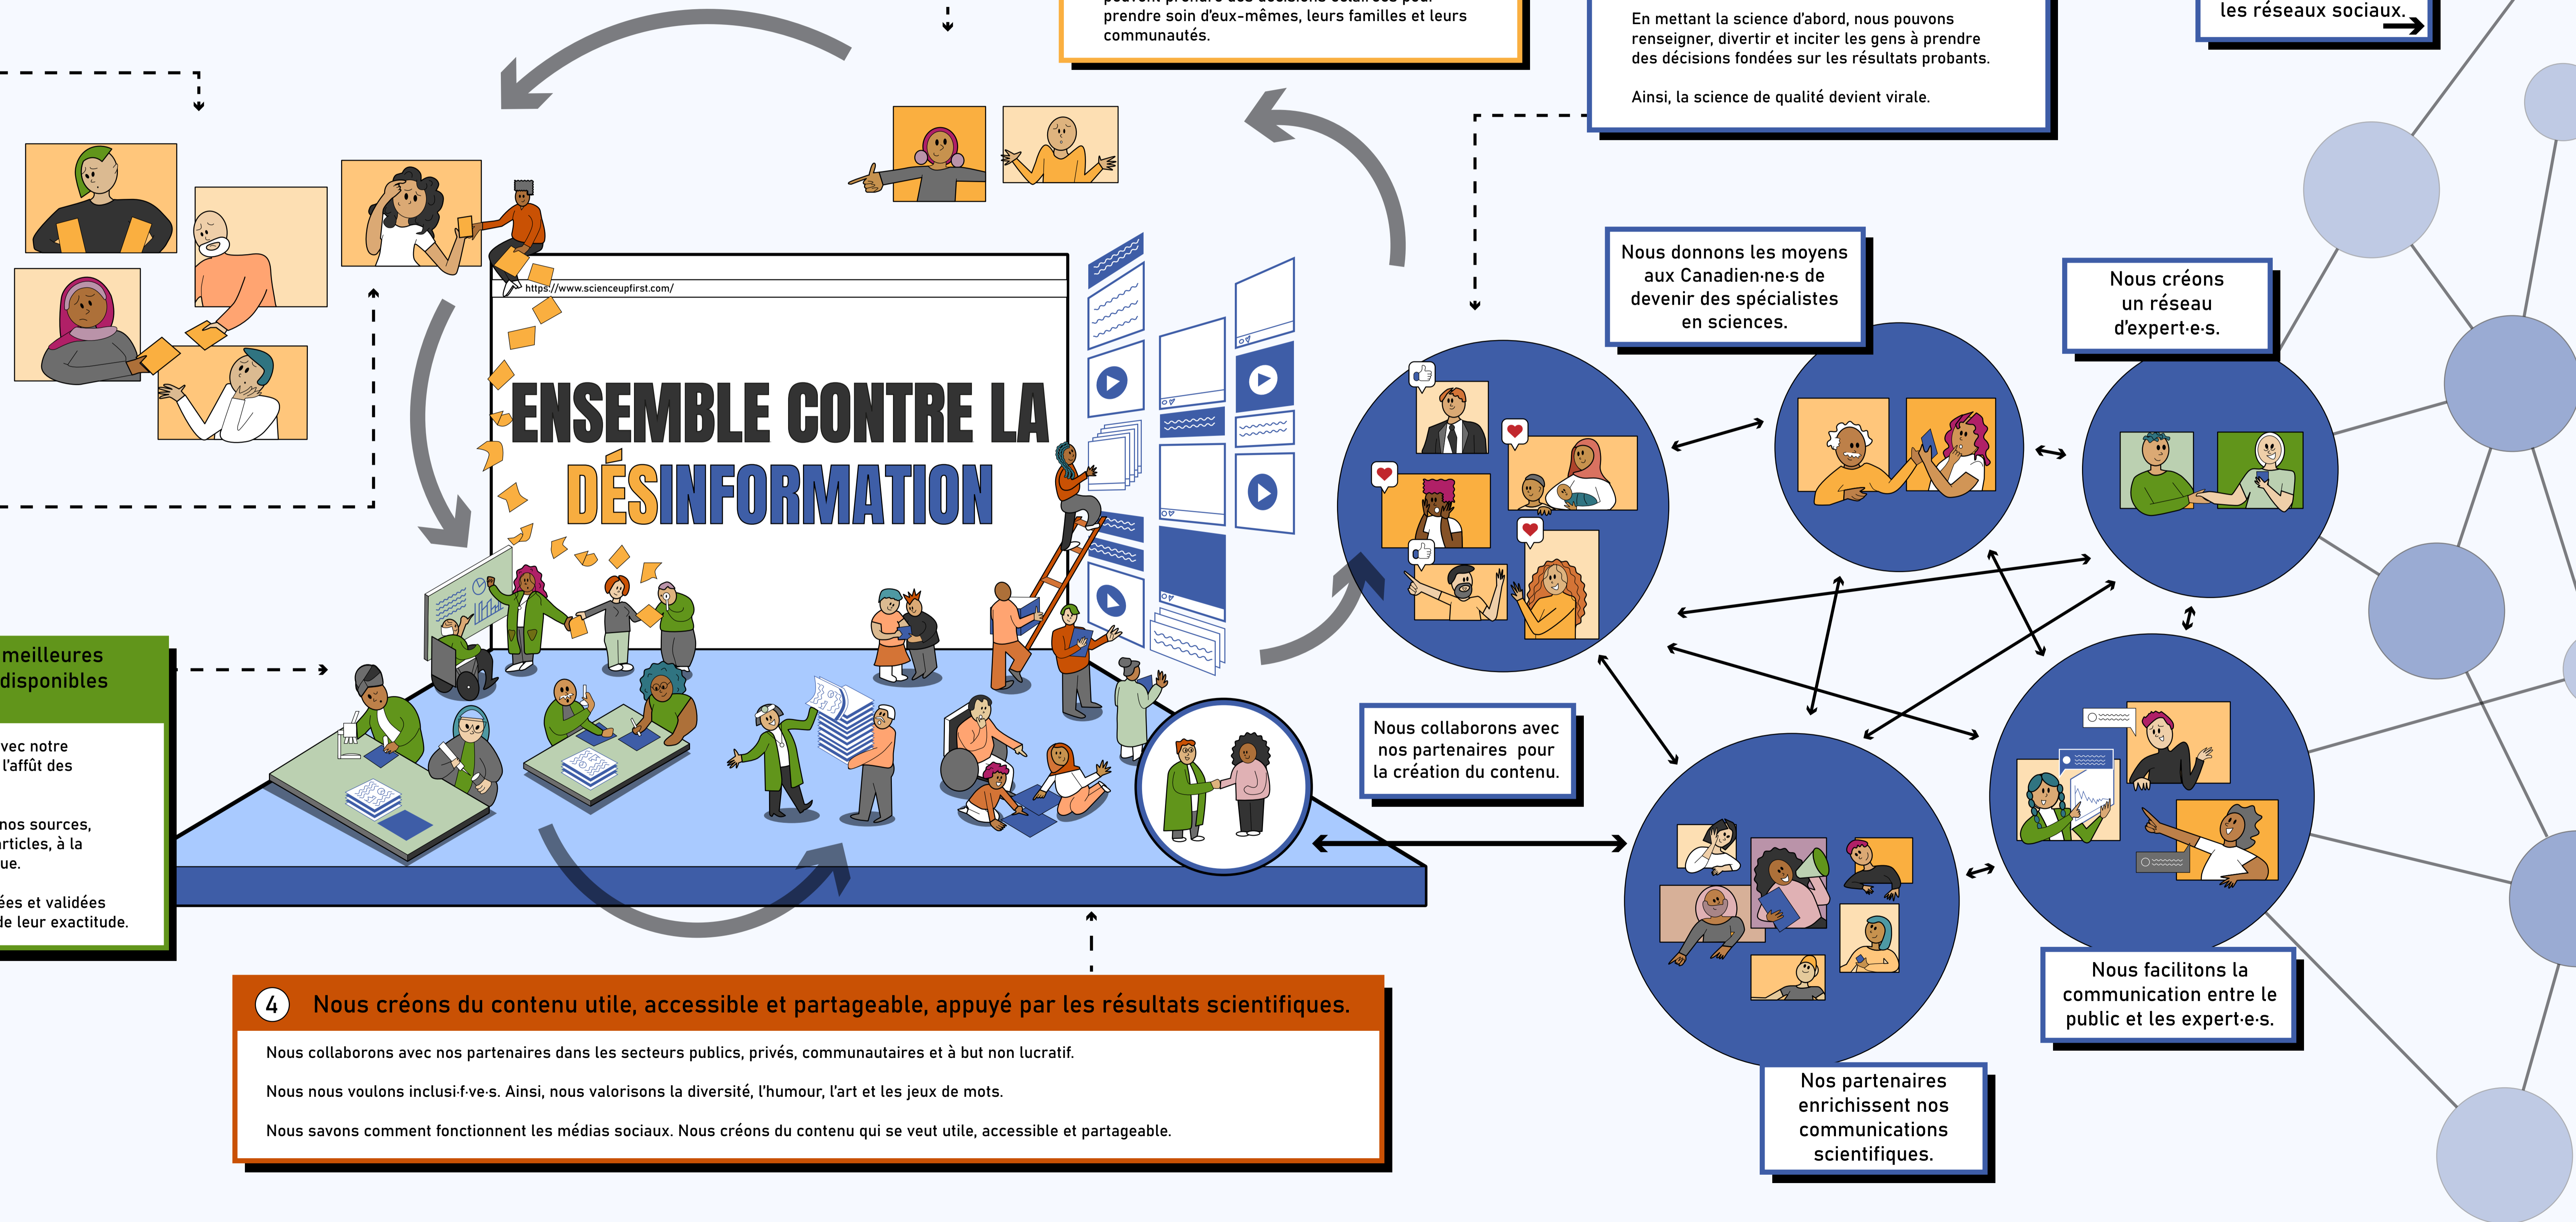 prendre soin d'eux-mêmes, leurs familles et leurs
communautés.
En mettant la science d'abord, nous pouvons
renseigner, divertir et inciter les gens à prendre
des décisions fondées sur les résultats probants.
Ainsi, la science de qualité devient virale.
les réseaux sociaux.
https://www.scienceupfirst.com/
ENSEMBLE CONTRE LA
DÉSINFORMATION
Nous donnons les moyens
aux Canadien·ne·s de
devenir des spécialistes
en sciences.
Nous créons
un réseau
d'expert·e·s.
meilleures
disponibles
vec notre
l'affût des
nos sources,
rticles, à la
ue.
ées et validées
de leur exactitude.
Nous collaborons avec
nos partenaires pour
la création du contenu.
4 Nous créons du contenu utile, accessible et partageable, appuyé par les résultats scientifiques.
Nous collaborons avec nos partenaires dans les secteurs publics, privés, communautaires et à but non lucratif.
Nous nous voulons inclusi·f·ve·s. Ainsi, nous valorisons la diversité, l'humour, l'art et les jeux de mots.
Nous savons comment fonctionnent les médias sociaux. Nous créons du contenu qui se veut utile, accessible et partageable.
Nous facilitons la
communication entre le
public et les expert·e·s.
Nos partenaires
enrichissent nos
communications
scientifiques.